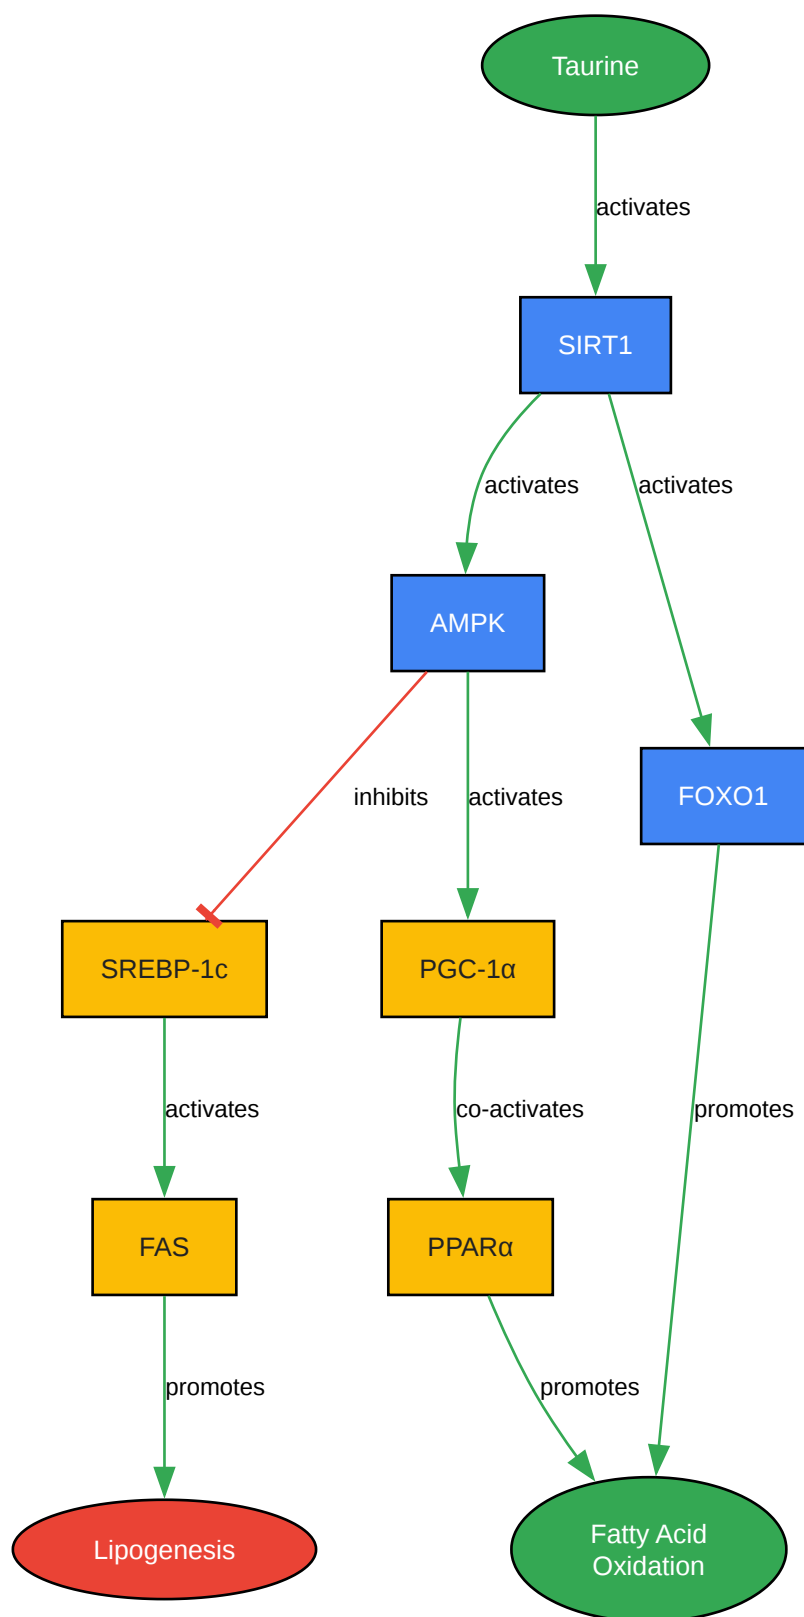 Taurine
activates
SIRT1
activates
activates
AMPK
FOXO1
inhibits
activates
SREBP-1c
PGC-1α
activates
co-activates
promotes
FAS
PPARα
promotes
promotes
Lipogenesis
Fatty Acid
Oxidation